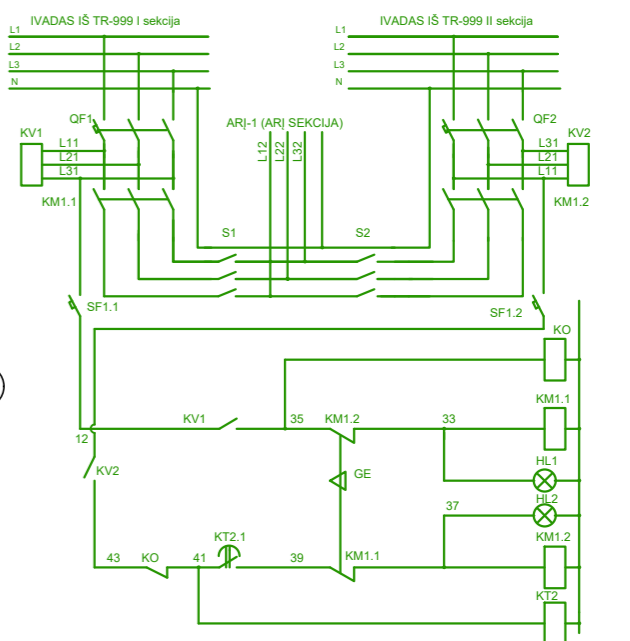 IVADAS IŠ TR-999 I sekcija
IVADAS IŠ TR-999 II sekcija
L1
L1
L2
L2
L3
L3
N
N
QF1
ARĮ-1 (ARĮ SEKCIJA)
QF2
KV1
KV2
L11
L12
L22
L32
L31
L21
L21
L31
L11
KM1.1
KM1.2
S1
S2
SF1.1
SF1.2
KO
KV1
35
KM1.2
33
KM1.1
12
HL1
KV2
GE
HL2
37
KT2.1
KM1.2
43
KO
41
39
KM1.1
KT2